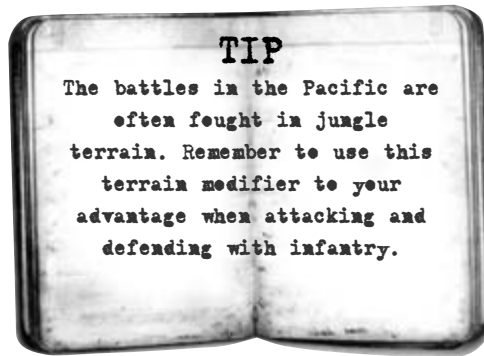 TIP
The battles in the Pacific are
often fought in jungle
terrain. Remember to use this
terrain modifier to your
advantage when attacking and
defending with infantry.